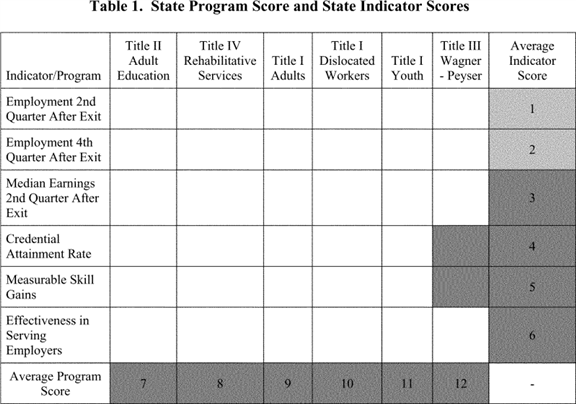 Table 1.  State Program Score and State Indicator Scores
Indicator/Program
Title II
Adult
Education
Title IV
Rehabilitative
Services
Title I
Adults
Title I
Dislocated
Workers
Title I
Youth
Title III
Wagner
- Peyser
Average
Indicator
Score
Employment 2nd
Quarter After Exit
1
Employment 4th
Quarter After Exit
2
Median Earnings
2nd Quarter After
Exit
3
Credential
Attainment Rate
4
Measurable Skill
Gains
5
Effectiveness in
Serving
Employers
6
Average Program
Score
7
8
9
10
11
12
-